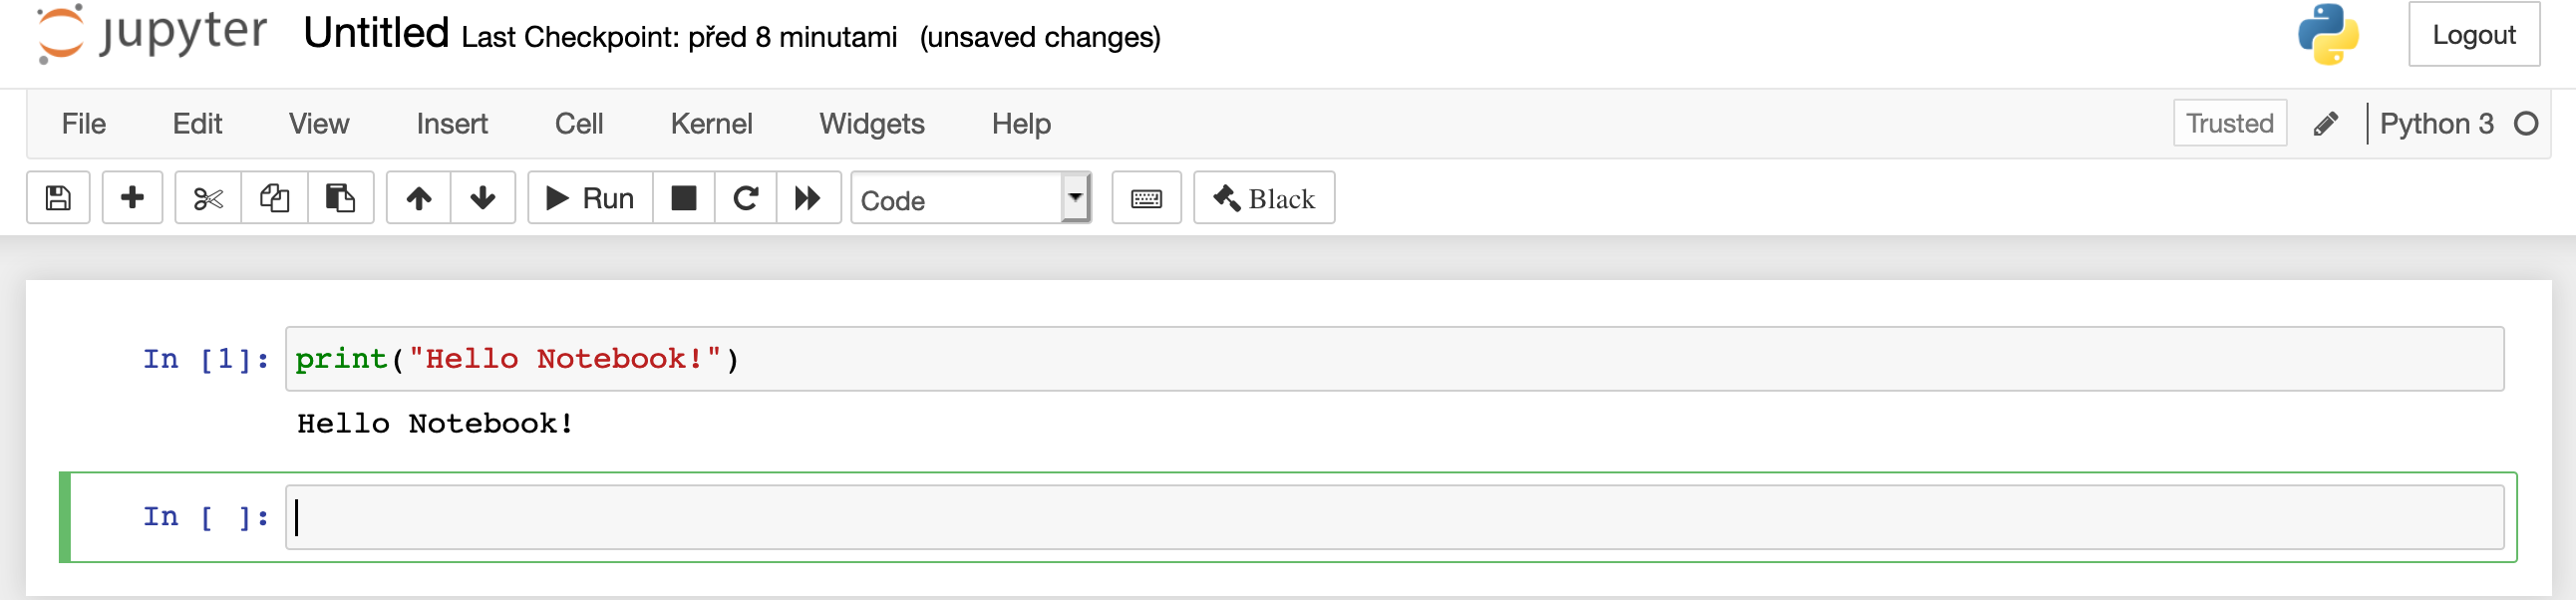 jupyter Untitled Last Checkpoint: před 8 minutami (unsaved changes) Logout
File Edit View Insert Cell Kernel Widgets Help Trusted Python 3
Run Code Black
In [1]: print("Hello Notebook!")
Hello Notebook!
In [ ]: